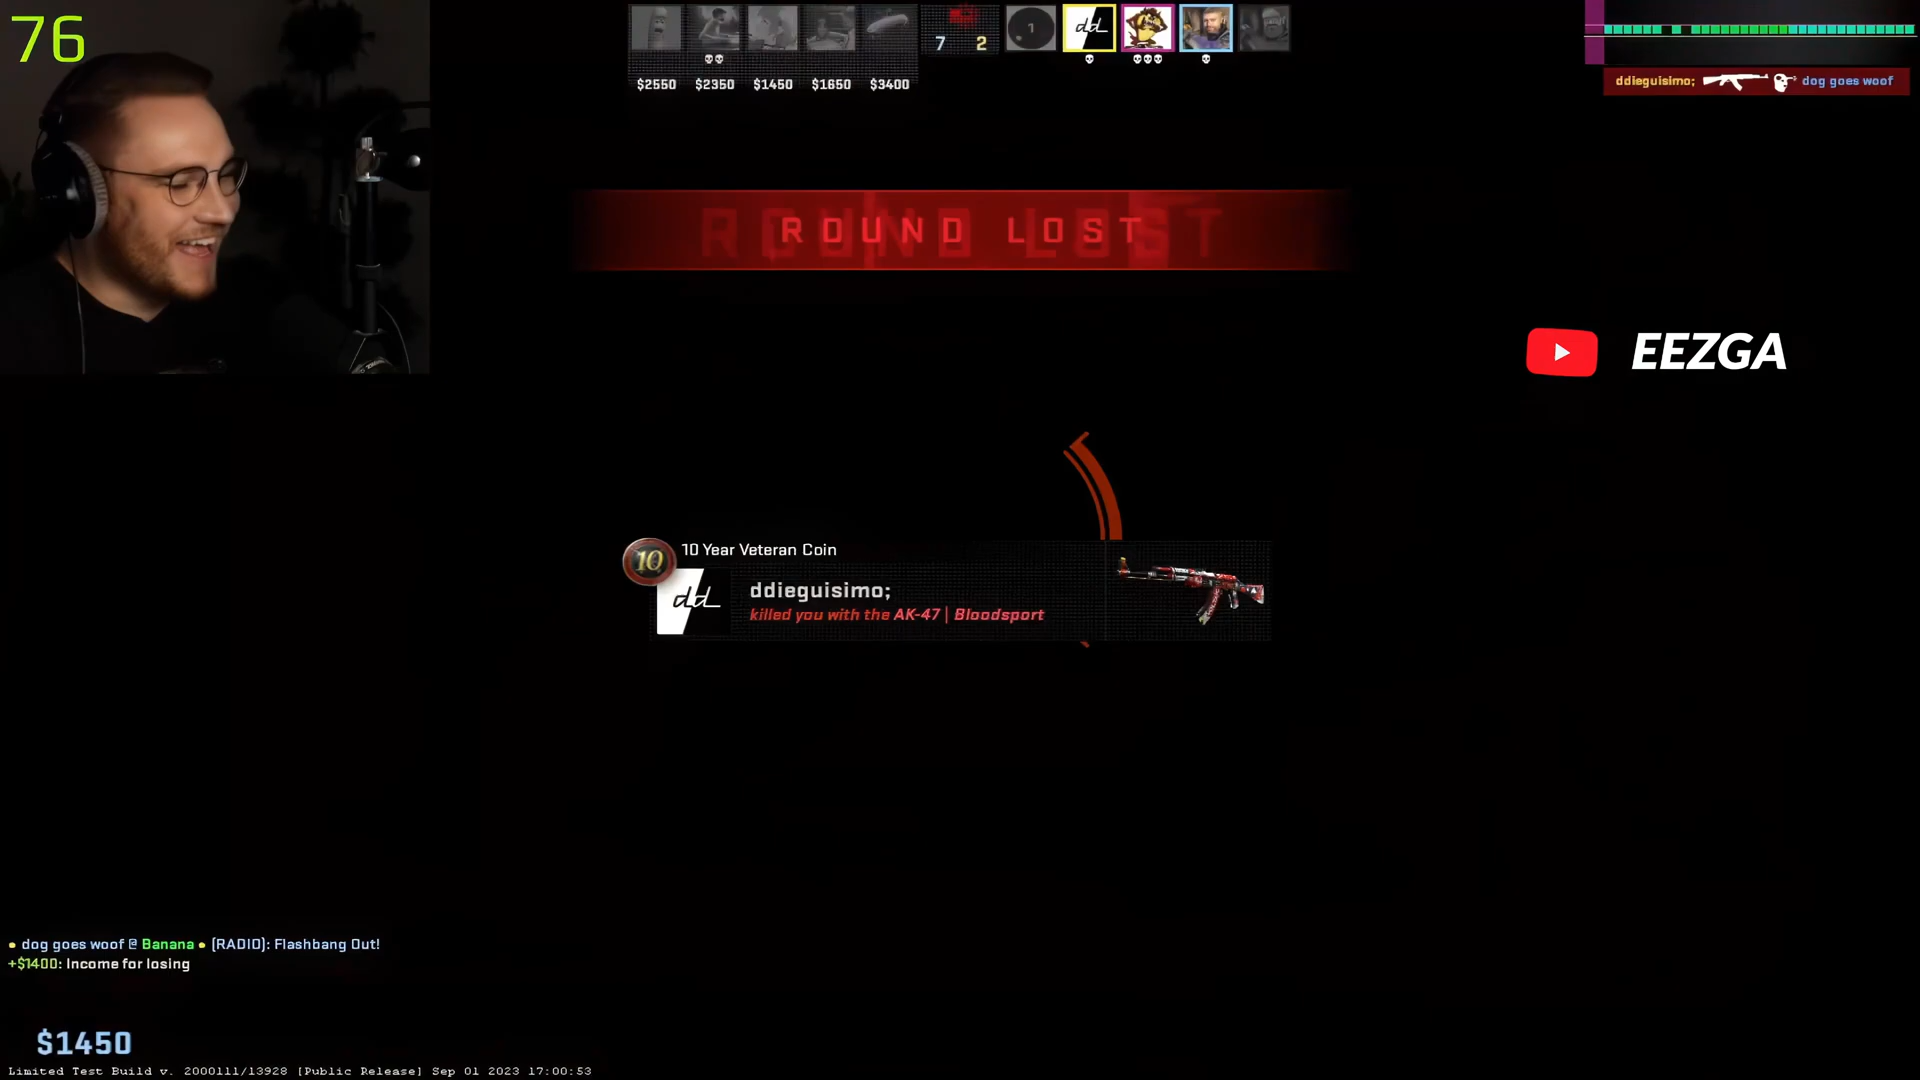 76
$2550 $2350 $1450 $1650 $3400
7 2
1
dd
ddieguisimo; dog goes woof
ROUND LOST
EEZGA
10 10 Year Veteran Coin
dd
ddieguisimo;
killed you with the AK-47 | Bloodsport
• dog goes woof @ Banana • (RADIO): Flashbang Out!
+$1400: Income for losing
$1450
Limited Test Build v. 2000111/13928 [Public Release] Sep 01 2023 17:00:53